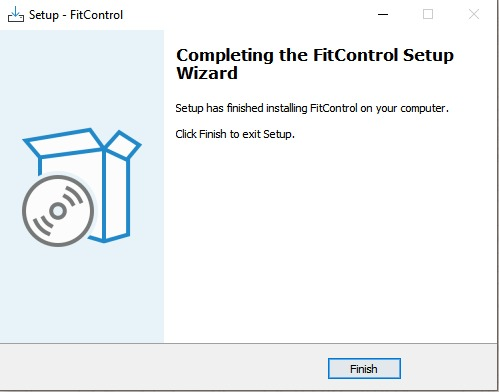 Setup - FitControl
Completing the FitControl Setup
Wizard
Setup has finished installing FitControl on your computer.
Click Finish to exit Setup.
Finish